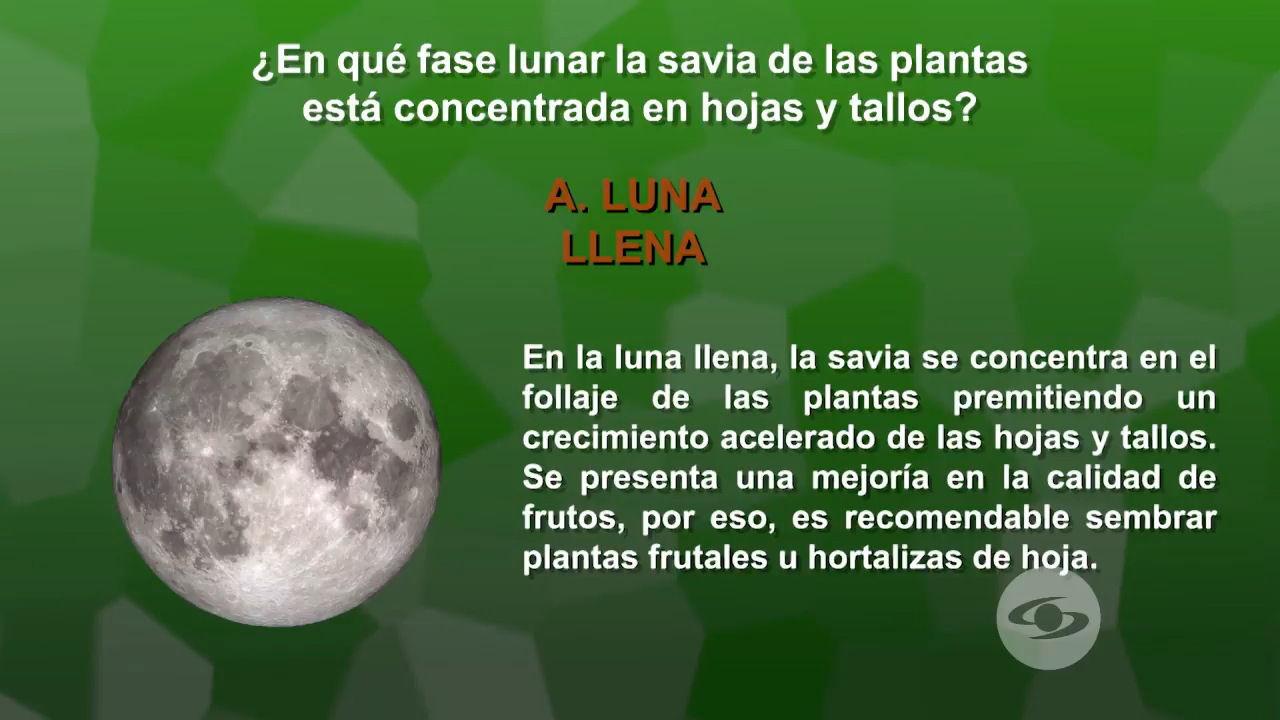 ¿En qué fase lunar la savia de las plantas
está concentrada en hojas y tallos?
A. LUNA
LLENA
En la luna llena, la savia se concentra en el
follaje de las plantas premitiendo un
crecimiento acelerado de las hojas y tallos.
Se presenta una mejoría en la calidad de
frutos, por eso, es recomendable sembrar
plantas frutales u hortalizas de hoja.